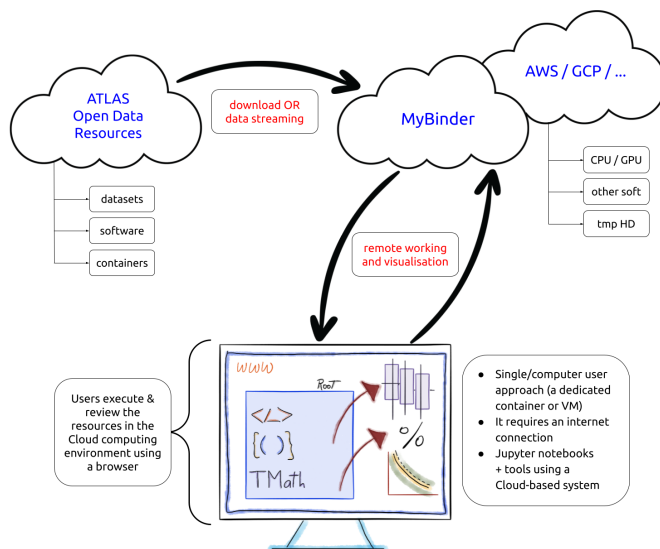 AWS / GCP / ...
ATLAS
Open Data
Resources
download OR
data streaming
MyBinder
CPU / GPU
other soft
tmp HD
datasets
software
containers
remote working
and visualisation
Users execute &
review the
resources in the
Cloud computing
environment using
a browser
WWW
ROOT
</_>
[( )]
{ }
TMath
%
• Single/computer user
approach (a dedicated
container or VM)
• It requires an internet
connection
• Jupyter notebooks
+ tools using a
Cloud-based system